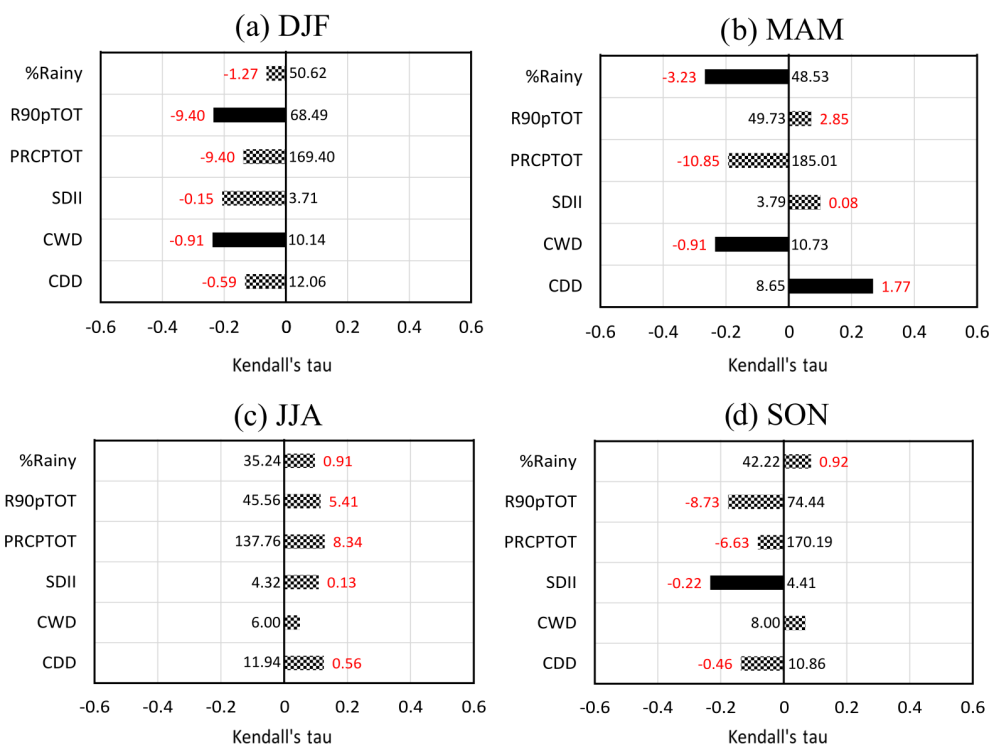 (a) DJF
%Rainy -1.27 50.62
R90pTOT -9.40 68.49
PRCPTOT -9.40 169.40
SDII -0.15 3.71
CWD -0.91 10.14
CDD -0.59 12.06
-0.6 -0.4 -0.2 0 0.2 0.4 0.6
Kendall's tau
(b) MAM
%Rainy -3.23 48.53
R90pTOT 49.73 2.85
PRCPTOT -10.85 185.01
SDII 3.79 0.08
CWD -0.91 10.73
CDD 8.65 1.77
-0.6 -0.4 -0.2 0 0.2 0.4 0.6
Kendall's tau
(c) JJA
%Rainy 35.24 0.91
R90pTOT 45.56 5.41
PRCPTOT 137.76 8.34
SDII 4.32 0.13
CWD 6.00
CDD 11.94 0.56
-0.6 -0.4 -0.2 0 0.2 0.4 0.6
Kendall's tau
(d) SON
%Rainy 42.22 0.92
R90pTOT -8.73 74.44
PRCPTOT -6.63 170.19
SDII -0.22 4.41
CWD 8.00
CDD -0.46 10.86
-0.6 -0.4 -0.2 0 0.2 0.4 0.6
Kendall's tau